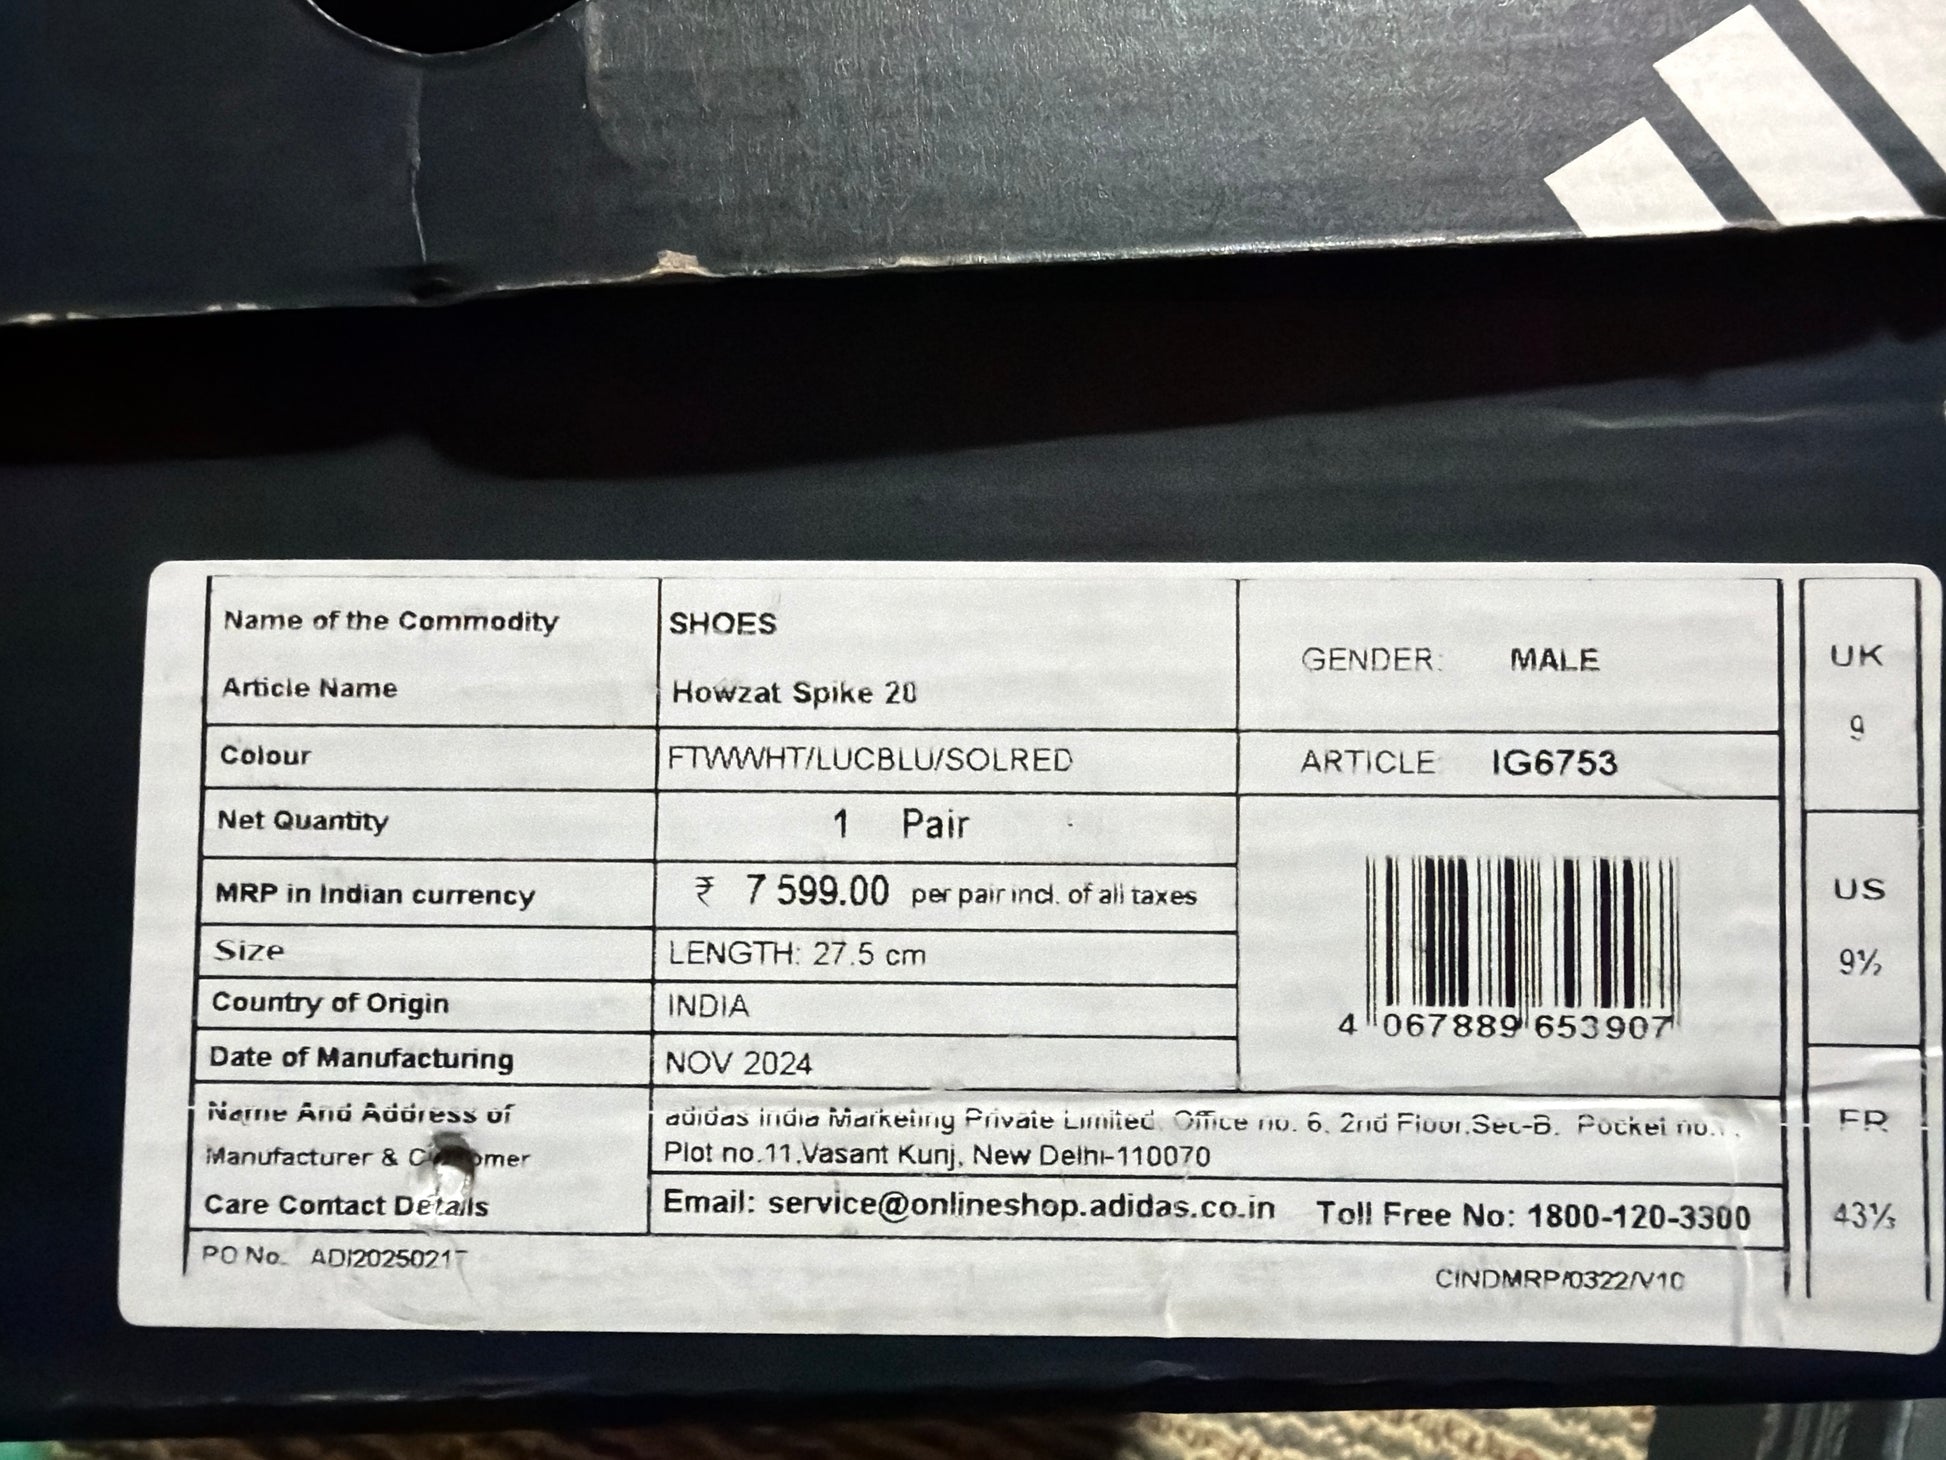 Name of the Commodity SHOES
GENDER: MALE
Article Name Howzat Spike 20
Colour FTWWHT/LUCBLU/SOLRED
ARTICLE IG6753
Net Quantity 1 Pair
MRP in Indian currency ₹ 7 599.00 per pair incl. of all taxes
Size LENGTH: 27.5 cm
Country of Origin INDIA
Date of Manufacturing NOV 2024
4 067889 653907
Name And Address of adidas India Marketing Private Limited, Office no. 6, 2nd Floor,Sec-B, Pocket no.
Manufacturer & Plot no.11,Vasant Kunj, New Delhi-110070
Care Contact Details Email: service@onlineshop.adidas.co.in Toll Free No: 1800-120-3300
PO No. ADI20250217
CINDMRP/0322/V10
UK
9
US
9½
FR
43⅓